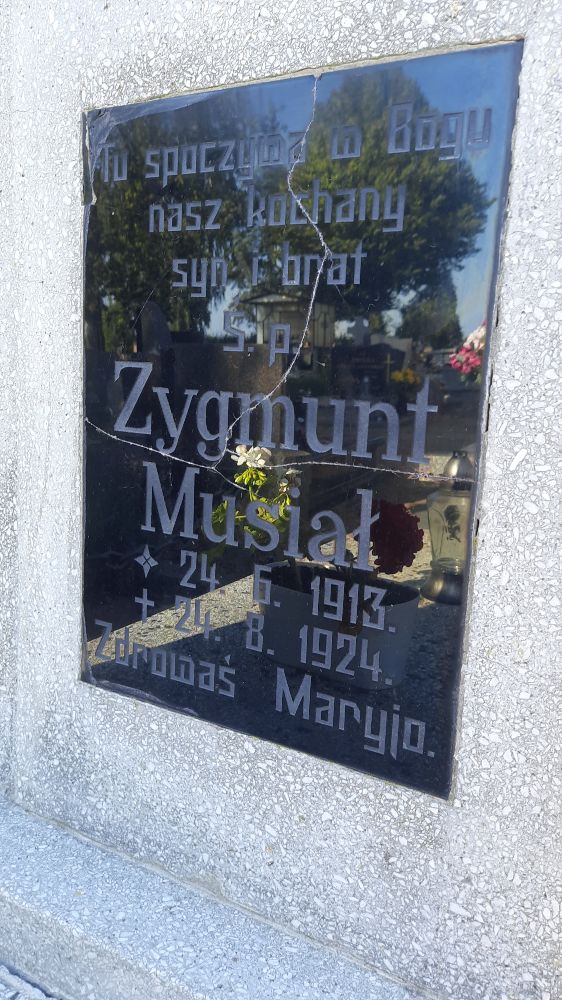 Tu spoczywa w Bogu
nasz kochany
syn i brat
Ś. p.
Zygmunt
Musiał
24. 6. 1913.
† 24. 8. 1924.
Zdrowaś Maryjo.